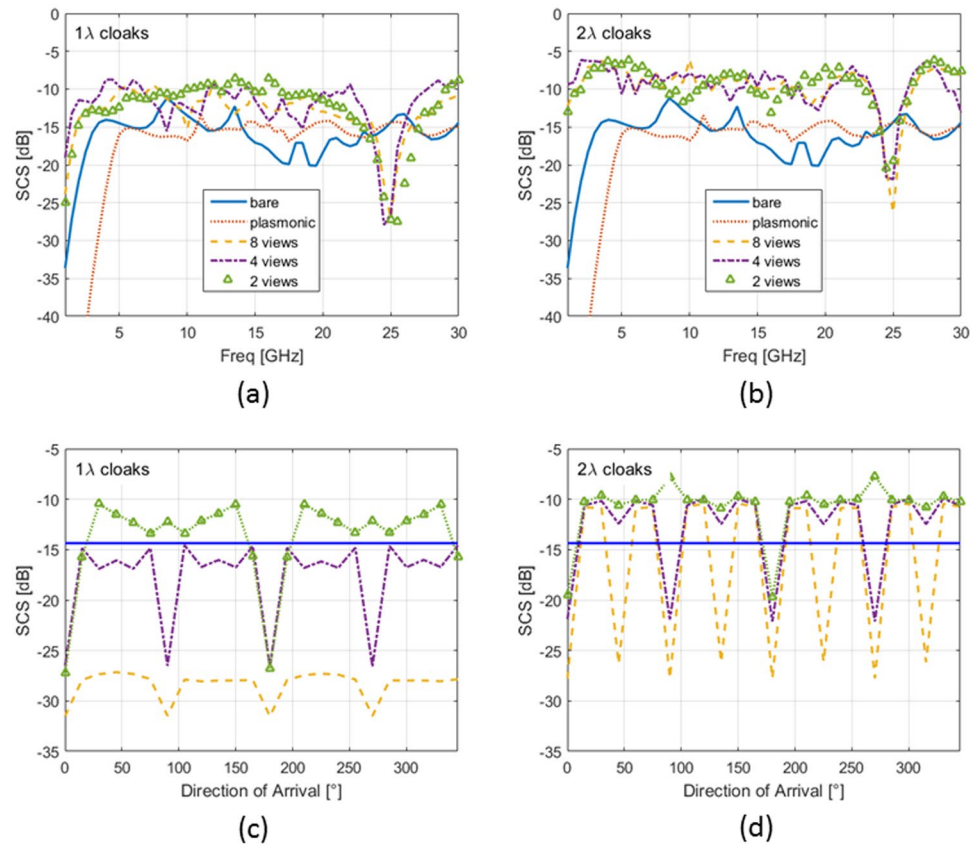 1λ cloaks
SCS [dB]
0
-5
-10
-15
-20
-25
-30
-35
-40
bare
plasmonic
8 views
4 views
2 views
5 10 15 20 25 30
Freq [GHz]
(a)
2λ cloaks
SCS [dB]
0
-5
-10
-15
-20
-25
-30
-35
-40
bare
plasmonic
8 views
4 views
2 views
5 10 15 20 25 30
Freq [GHz]
(b)
1λ cloaks
SCS [dB]
-5
-10
-15
-20
-25
-30
-35
0 50 100 150 200 250 300
Direction of Arrival [°]
(c)
2λ cloaks
SCS [dB]
-5
-10
-15
-20
-25
-30
-35
0 50 100 150 200 250 300
Direction of Arrival [°]
(d)